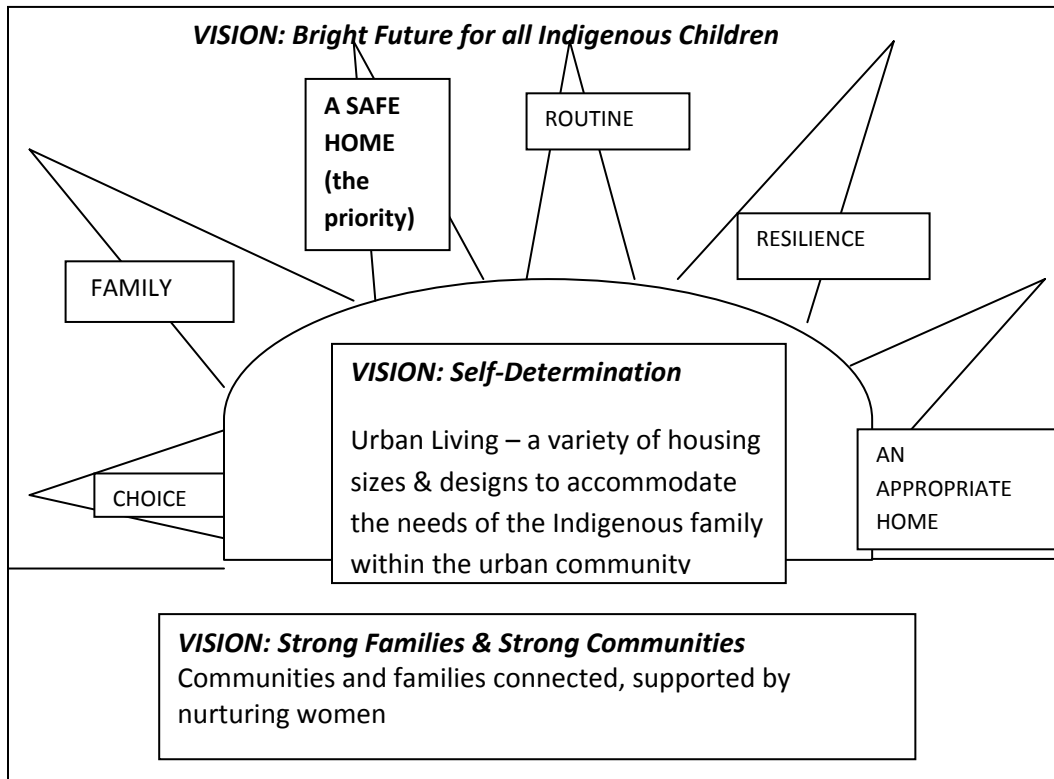 VISION: Bright Future for all Indigenous Children
A SAFE
HOME
(the
priority)
ROUTINE
RESILIENCE
FAMILY
CHOICE
AN
APPROPRIATE
HOME
VISION: Self-Determination
Urban Living – a variety of housing
sizes & designs to accommodate
the needs of the Indigenous family
within the urban community
VISION: Strong Families & Strong Communities
Communities and families connected, supported by
nurturing women